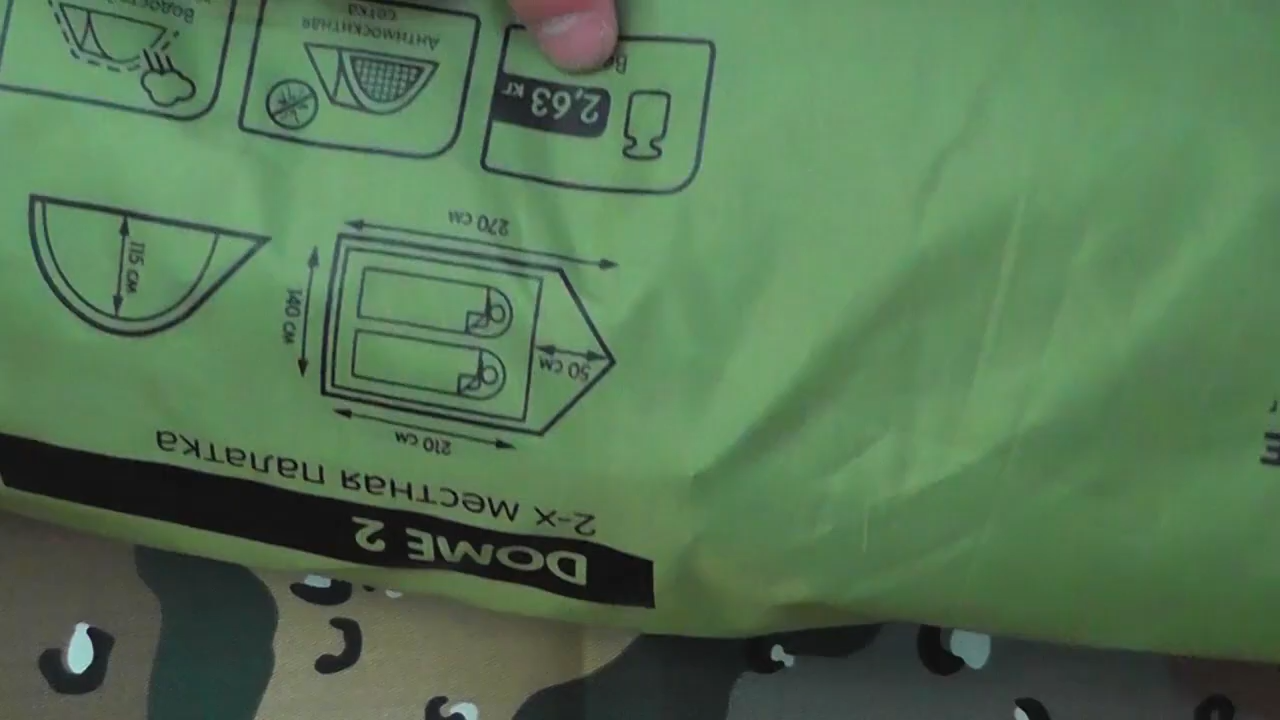 DOME 2
2-х местная палатка
210 см
140 см
50 см
115 см
270 см
2,63 кг
Антимоскитная
сетка